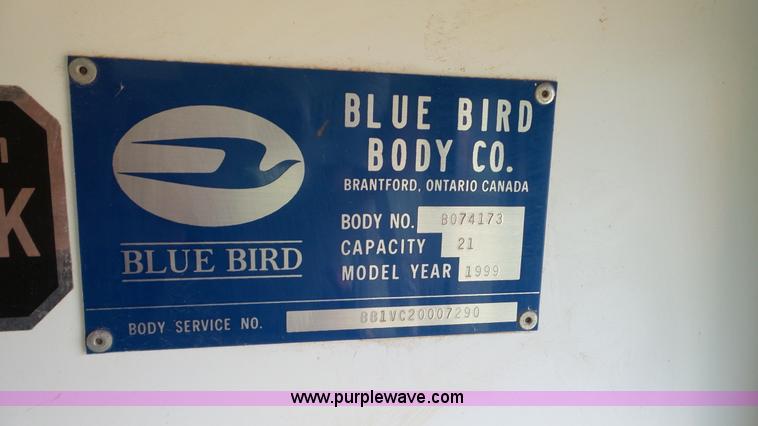 BLUE BIRD
BODY CO.
BRANTFORD, ONTARIO CANADA
BODY NO. B074173
CAPACITY 21
MODEL YEAR 1999
BLUE BIRD
BODY SERVICE NO. BB1VC20007290
K
www.purplewave.com